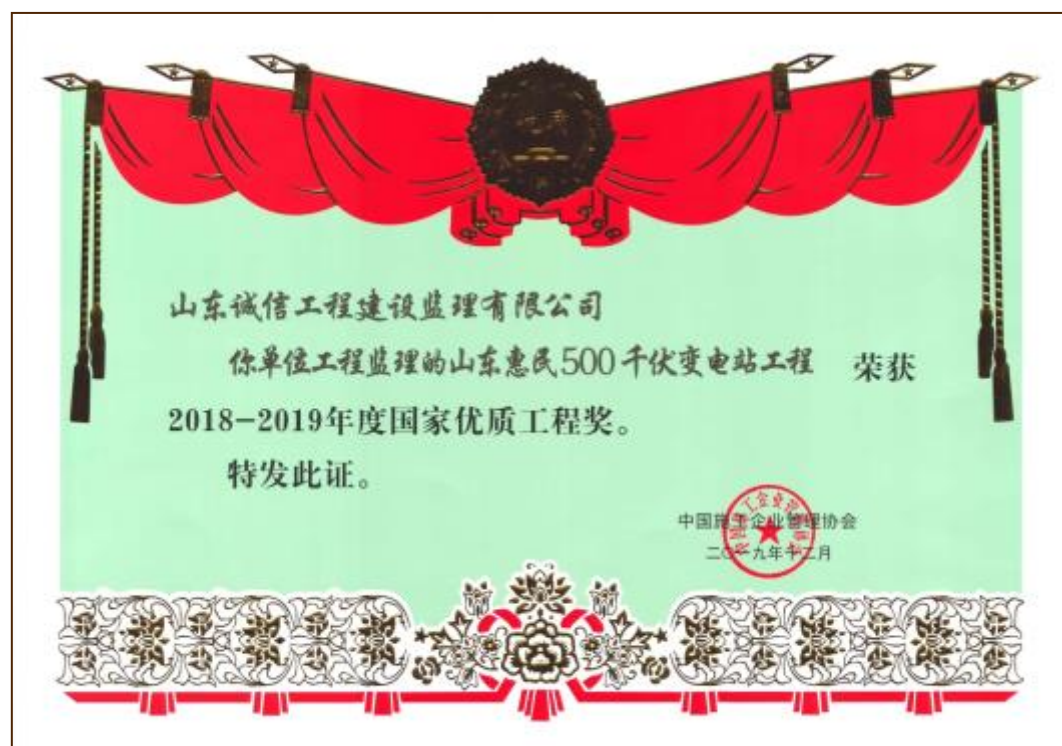 山东诚信工程建设监理有限公司
你单位工程监理的山东惠民500千伏变电站工程 荣获
2018-2019年度国家优质工程奖。
特发此证。
中国施工企业管理协会
二〇一九年十二月